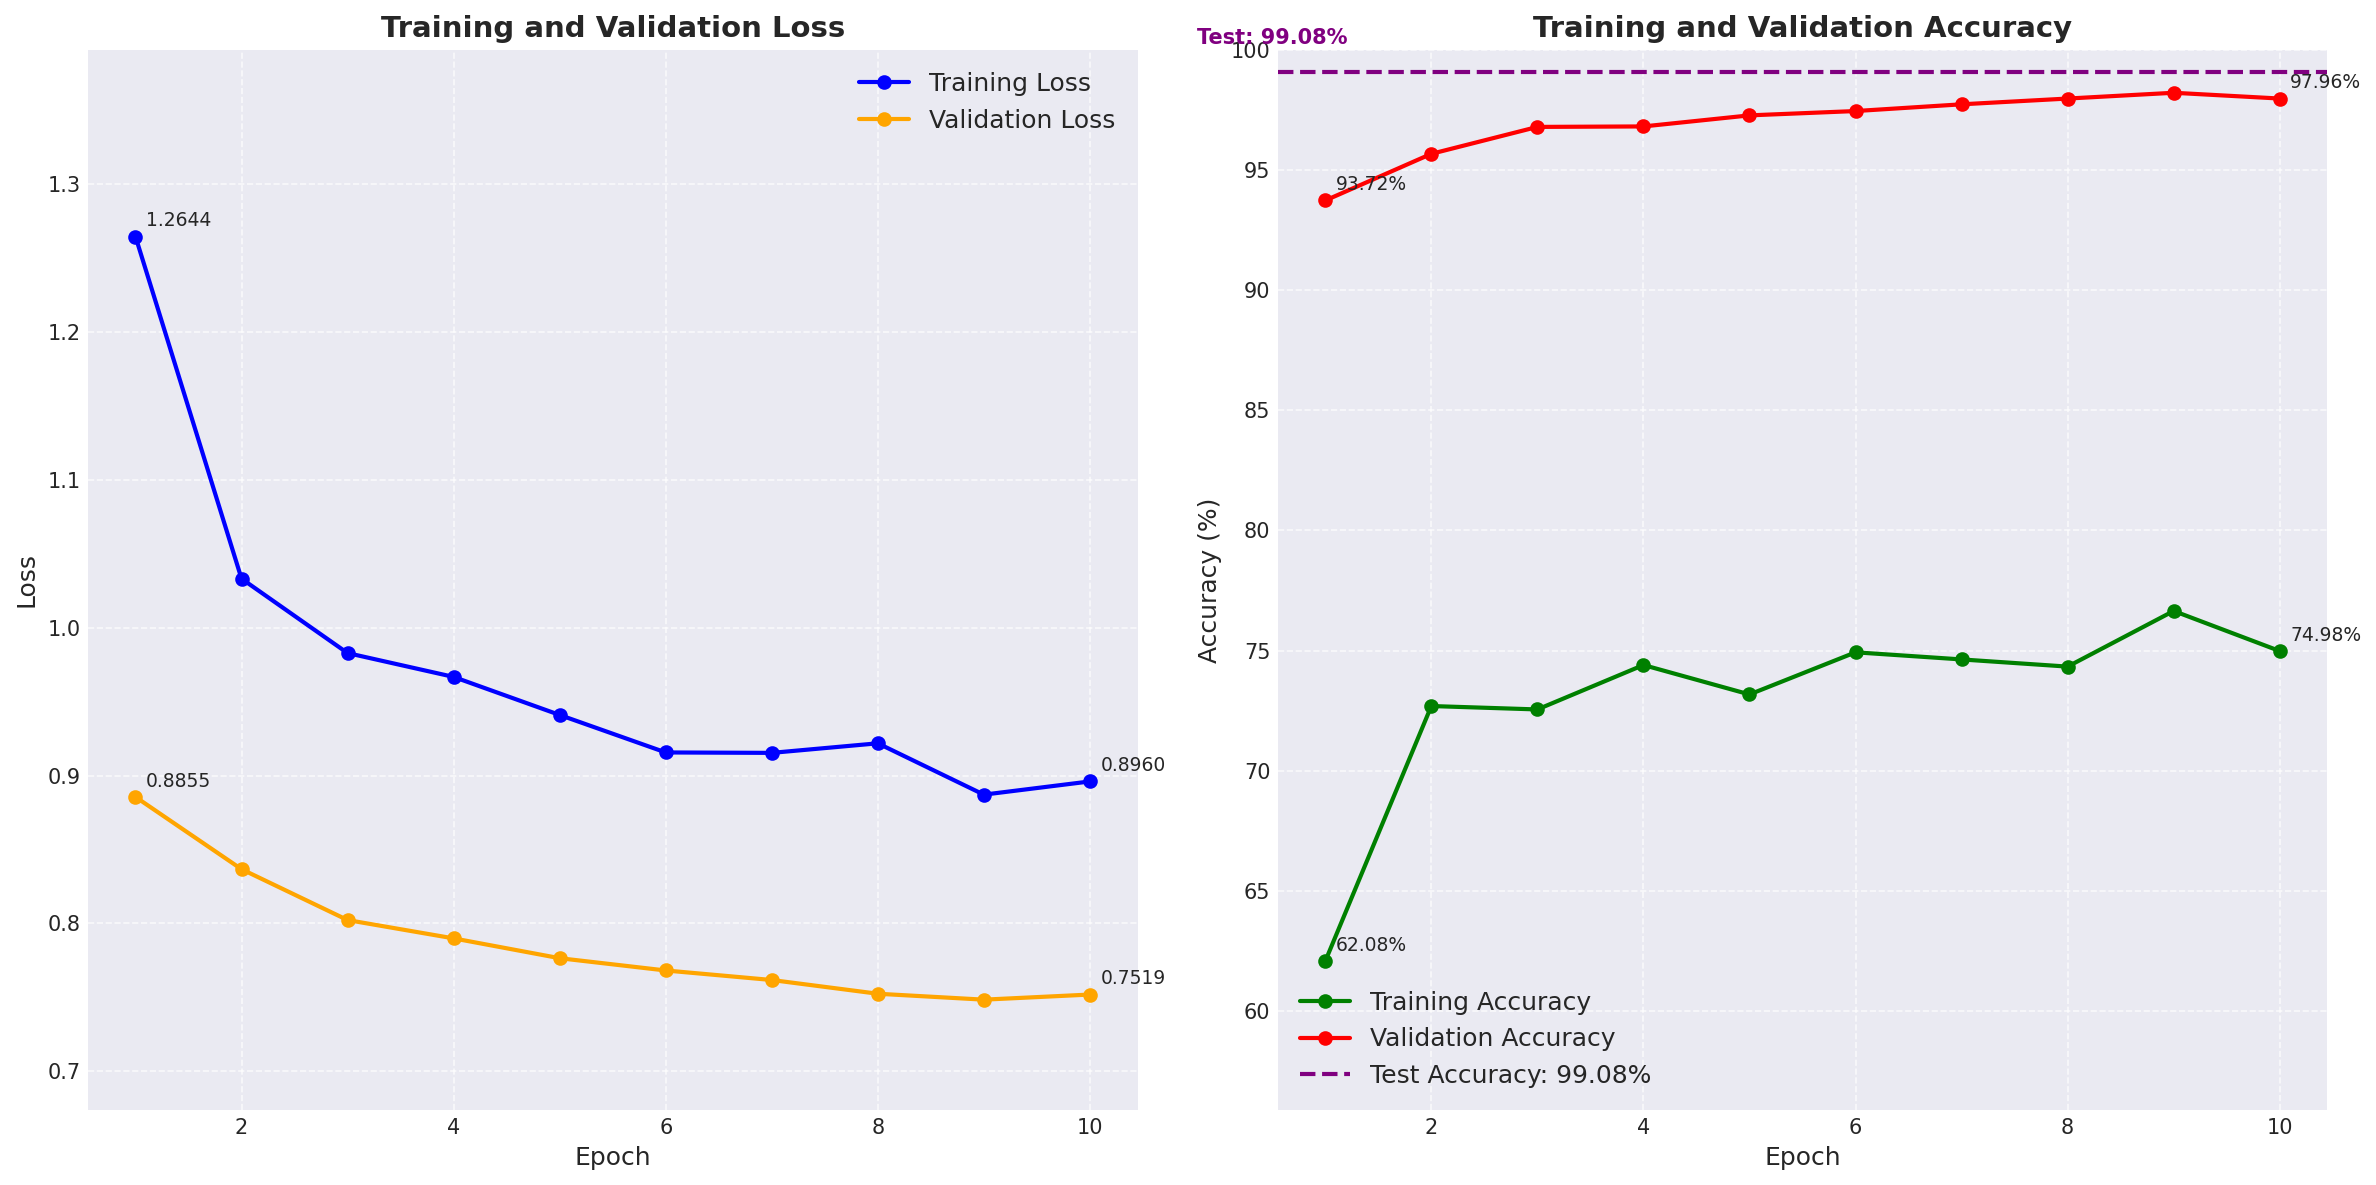 Training and Validation Loss
Training Loss
Validation Loss
1.3
1.2
1.1
1.0
0.9
0.8
0.7
Loss
1.2644
0.8855
0.8960
0.7519
2
4
6
8
10
Epoch
Training and Validation Accuracy
Test: 99.08%
100
95
90
85
80
75
70
65
60
Accuracy (%)
97.96%
93.72%
74.98%
62.08%
Training Accuracy
Validation Accuracy
Test Accuracy: 99.08%
2
4
6
8
10
Epoch